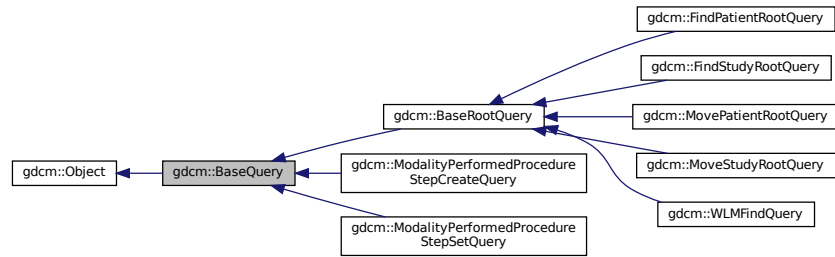 gdcm::FindPatientRootQuery
gdcm::FindStudyRootQuery
gdcm::BaseRootQuery
gdcm::MovePatientRootQuery
gdcm::MoveStudyRootQuery
gdcm::Object
gdcm::BaseQuery
gdcm::ModalityPerformedProcedure
StepCreateQuery
gdcm::WLMFindQuery
gdcm::ModalityPerformedProcedure
StepSetQuery